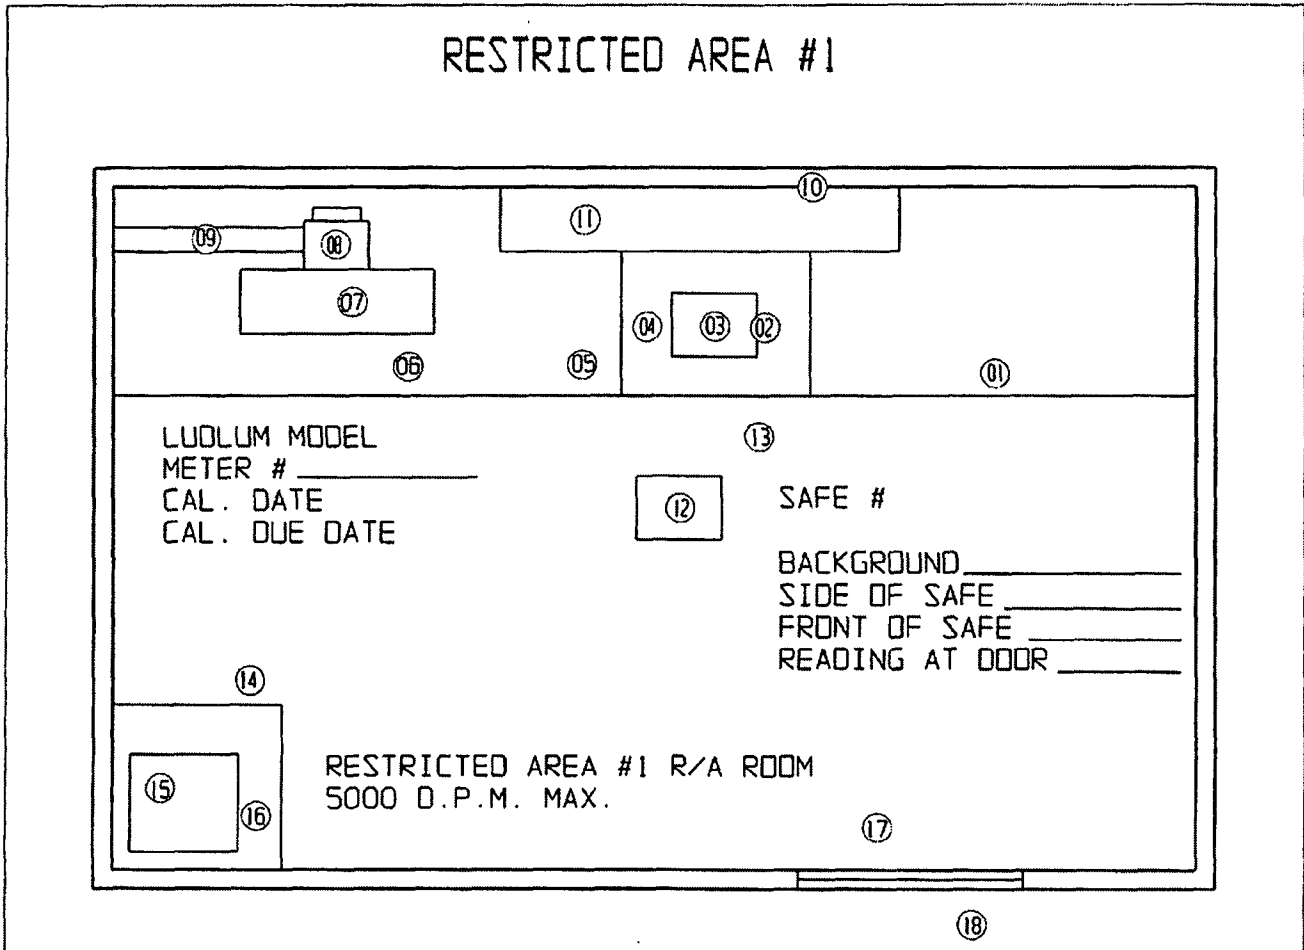 RESTRICTED AREA #1
10
11
09
08
07
04
03
02
06
05
01
LUDLUM MODEL
METER #
CAL. DATE
CAL. DUE DATE
13
12
SAFE #
BACKGROUND
SIDE OF SAFE
FRONT OF SAFE
READING AT DOOR
14
15
16
RESTRICTED AREA #1 R/A ROOM
5000 D.P.M. MAX.
17
18